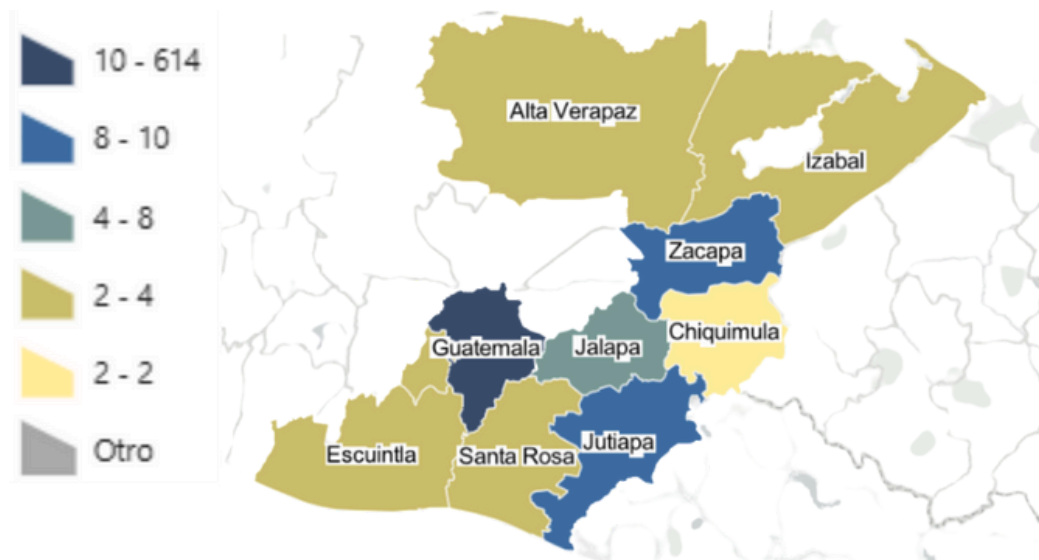 10 - 614
8 - 10
4 - 8
2 - 4
2 - 2
Otro
Alta Verapaz
Izabal
Zacapa
Chiquimula
Guatemala
Jalapa
Jutiapa
Escuintla
Santa Rosa